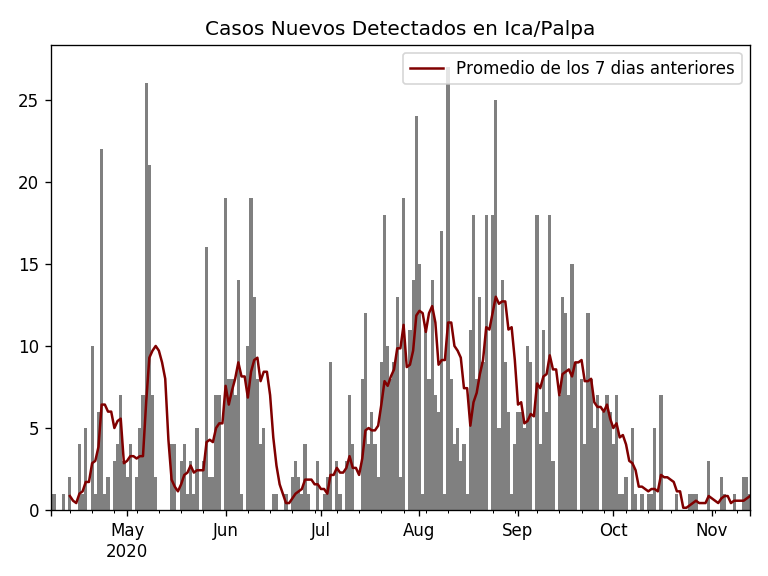 Casos Nuevos Detectados en Ica/Palpa
Promedio de los 7 dias anteriores
25
20
15
10
5
0
May Jun Jul Aug Sep Oct Nov
2020